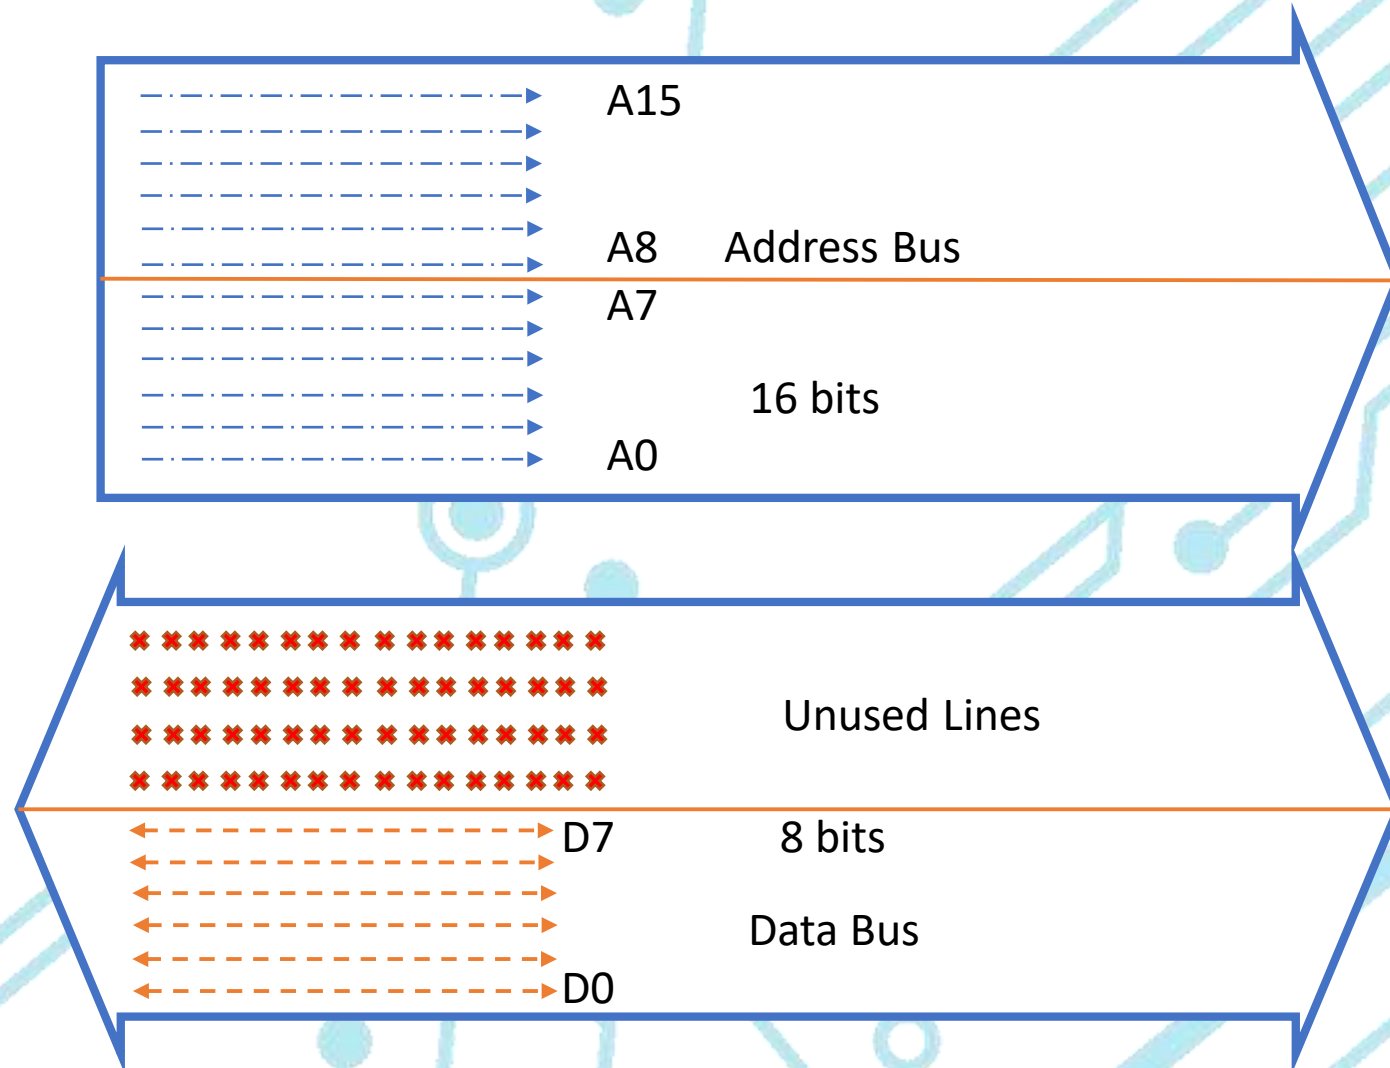 A15
A8 Address Bus
A7
16 bits
A0
Unused Lines
D7 8 bits
Data Bus
D0